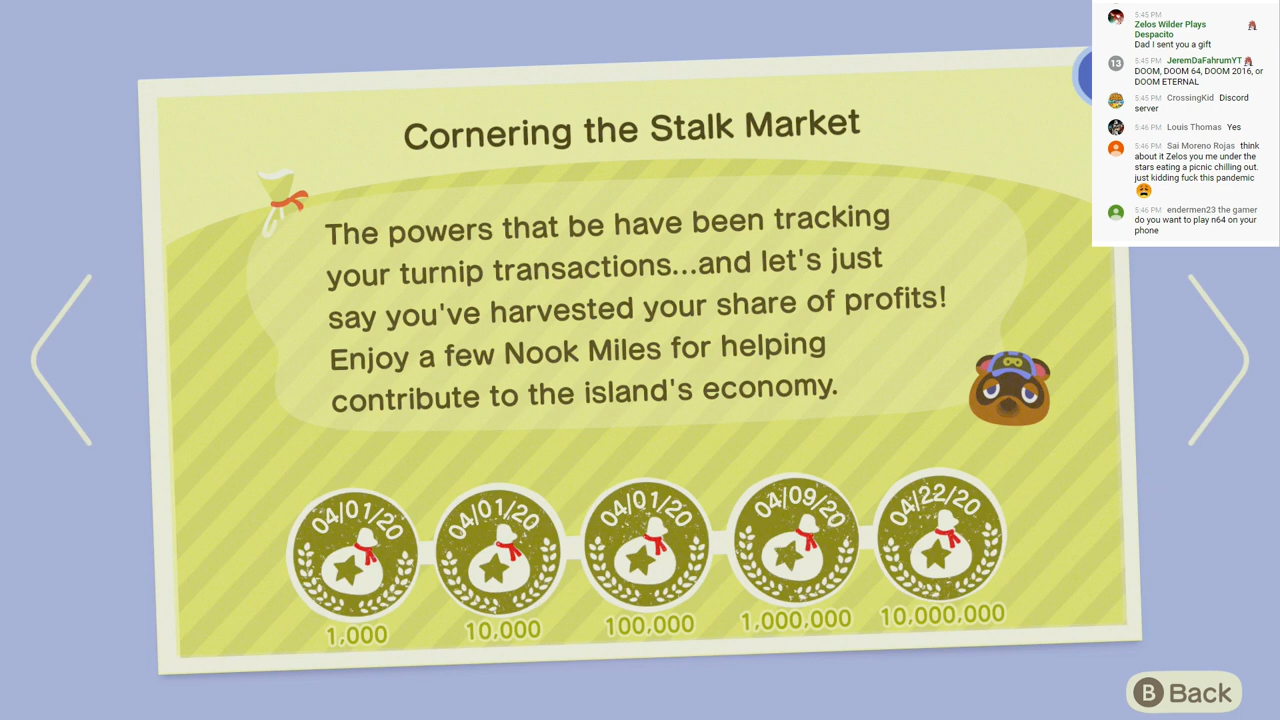 Cornering the Stalk Market
The powers that be have been tracking
your turnip transactions...and let's just
say you've harvested your share of profits!
Enjoy a few Nook Miles for helping
contribute to the island's economy.
04/01/20
04/01/20
04/01/20
04/09/20
04/22/20
1,000
10,000
100,000
1,000,000
10,000,000
B Back
5:45 PM
Zelos Wilder Plays
Despacito
Dad I sent you a gift
13
5:45 PM JeremDaFahrumYT
DOOM, DOOM 64, DOOM 2016, or
DOOM ETERNAL
5:45 PM CrossingKid Discord
server
5:46 PM Louis Thomas Yes
5:46 PM Sai Moreno Rojas think
about it Zelos you me under the
stars eating a picnic chilling out.
just kidding fuck this pandemic
5:46 PM endermen23 the gamer
do you want to play n64 on your
phone